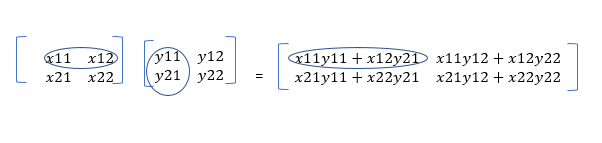 x11 x12 y11 y12 x11y11 + x12y21 x11y12 + x12y22
x21 x22 y21 y22 = x21y11 + x22y21 x21y12 + x22y22